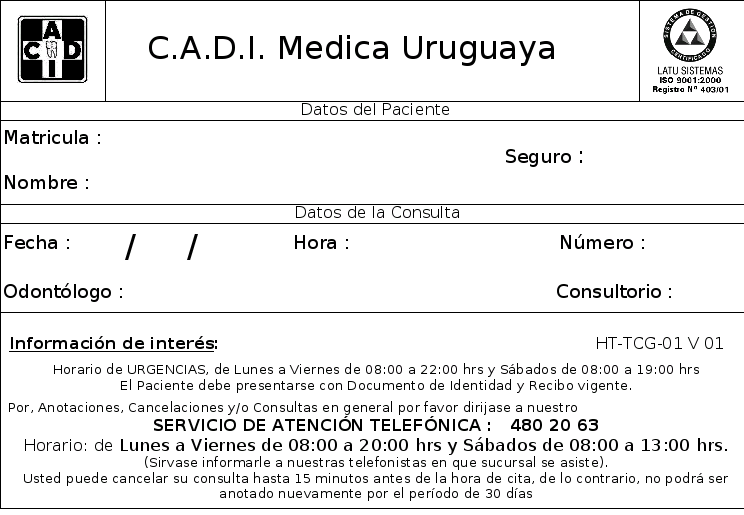 A
C D
I
C.A.D.I. Medica Uruguaya
SISTEMA DE GESTION
CERTIFICADO
LATU SISTEMAS
ISO 9001:2000
Registro Nº 403/01
Datos del Paciente
Matricula :
Seguro :
Nombre :
Datos de la Consulta
Fecha : / / Hora : Número :
Odontólogo : Consultorio :
Información de interés: HT-TCG-01 V 01
Horario de URGENCIAS, de Lunes a Viernes de 08:00 a 22:00 hrs y Sábados de 08:00 a 19:00 hrs
El Paciente debe presentarse con Documento de Identidad y Recibo vigente.
Por, Anotaciones, Cancelaciones y/o Consultas en general por favor dirijase a nuestro
SERVICIO DE ATENCIÓN TELEFÓNICA : 480 20 63
Horario: de Lunes a Viernes de 08:00 a 20:00 hrs y Sábados de 08:00 a 13:00 hrs.
(Sirvase informarle a nuestras telefonistas en que sucursal se asiste).
Usted puede cancelar su consulta hasta 15 minutos antes de la hora de cita, de lo contrario, no podrá ser
anotado nuevamente por el período de 30 días